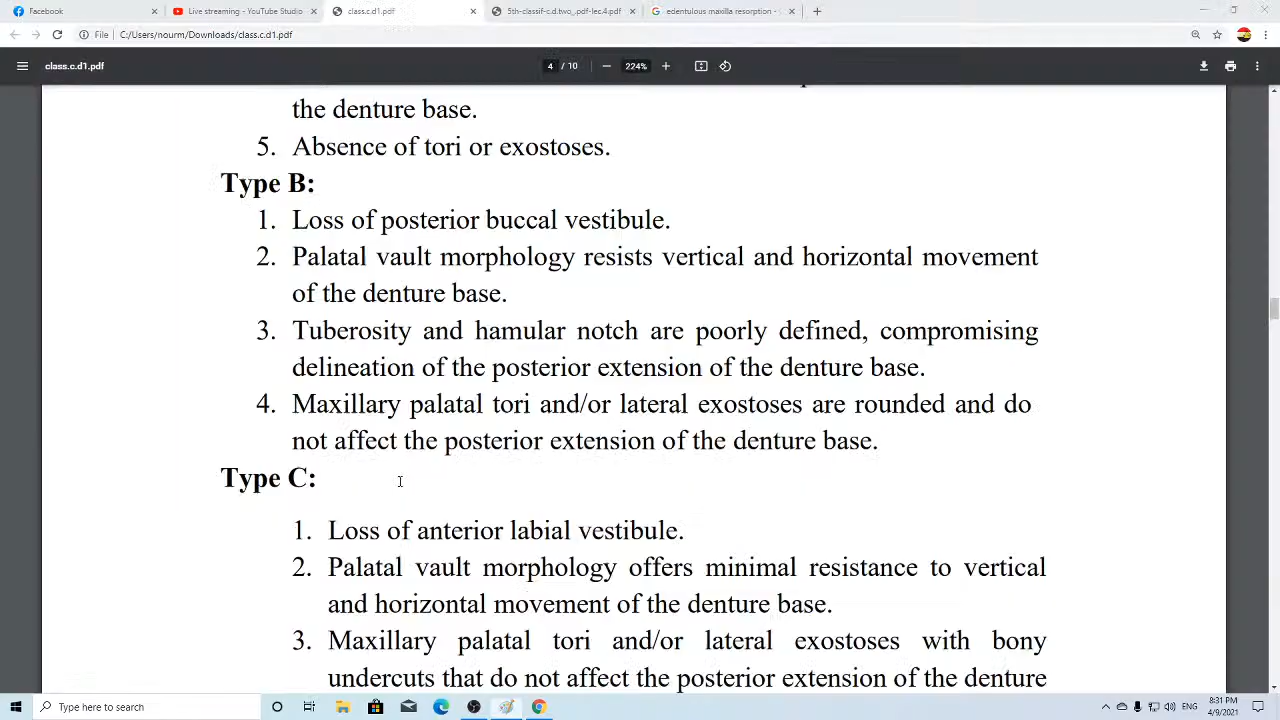 Facebook
Live streaming - YouTube Studio
class.c.d1.pdf
5th-classif-c.d.two_.pdf-lec.4.pdf
edentulous maxilla resorption -
File
C:/Users/nourm/Downloads/class.c.d1.pdf
class.c.d1.pdf
4 / 10
224%
the denture base.
5. Absence of tori or exostoses.
Type B:
1. Loss of posterior buccal vestibule.
2. Palatal vault morphology resists vertical and horizontal movement
of the denture base.
3. Tuberosity and hamular notch are poorly defined, compromising
delineation of the posterior extension of the denture base.
4. Maxillary palatal tori and/or lateral exostoses are rounded and do
not affect the posterior extension of the denture base.
Type C:
1. Loss of anterior labial vestibule.
2. Palatal vault morphology offers minimal resistance to vertical
and horizontal movement of the denture base.
3. Maxillary palatal tori and/or lateral exostoses with bony
undercuts that do not affect the posterior extension of the denture
Type here to search
ENG
8:31 PM
4/9/2021